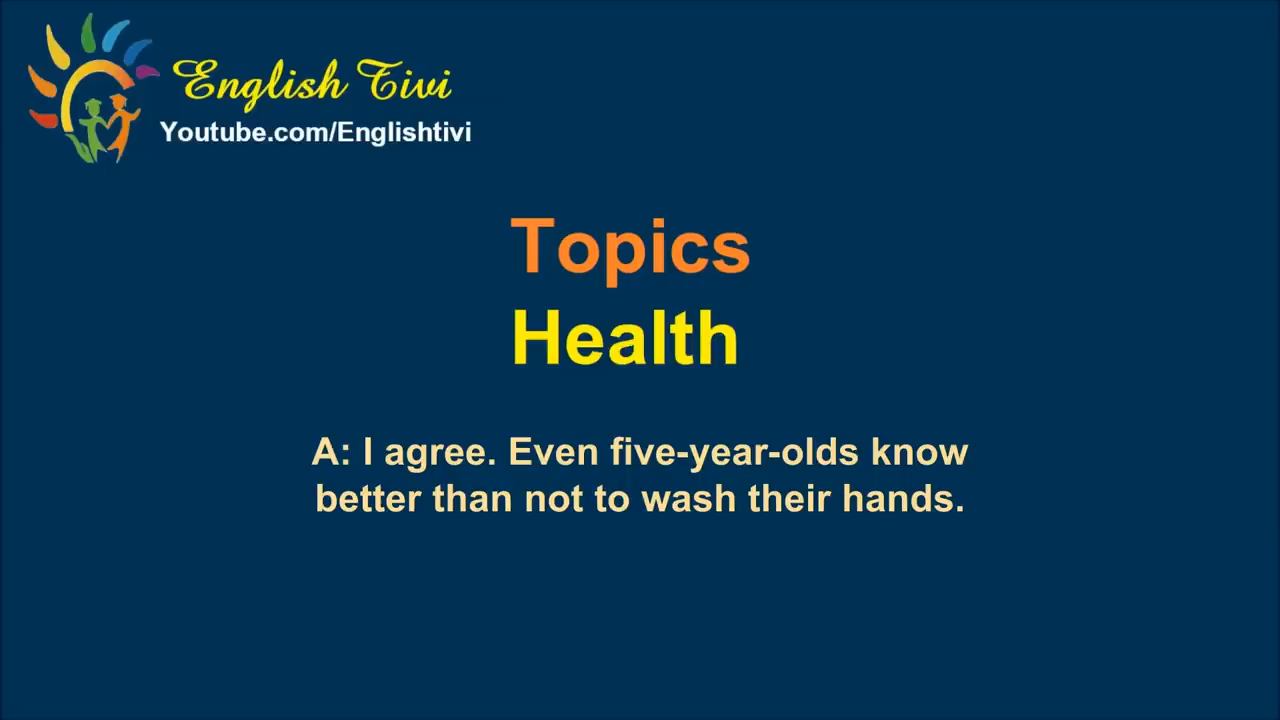 English Tivi
Youtube.com/Englishtivi
Topics
Health
A: I agree. Even five-year-olds know
better than not to wash their hands.